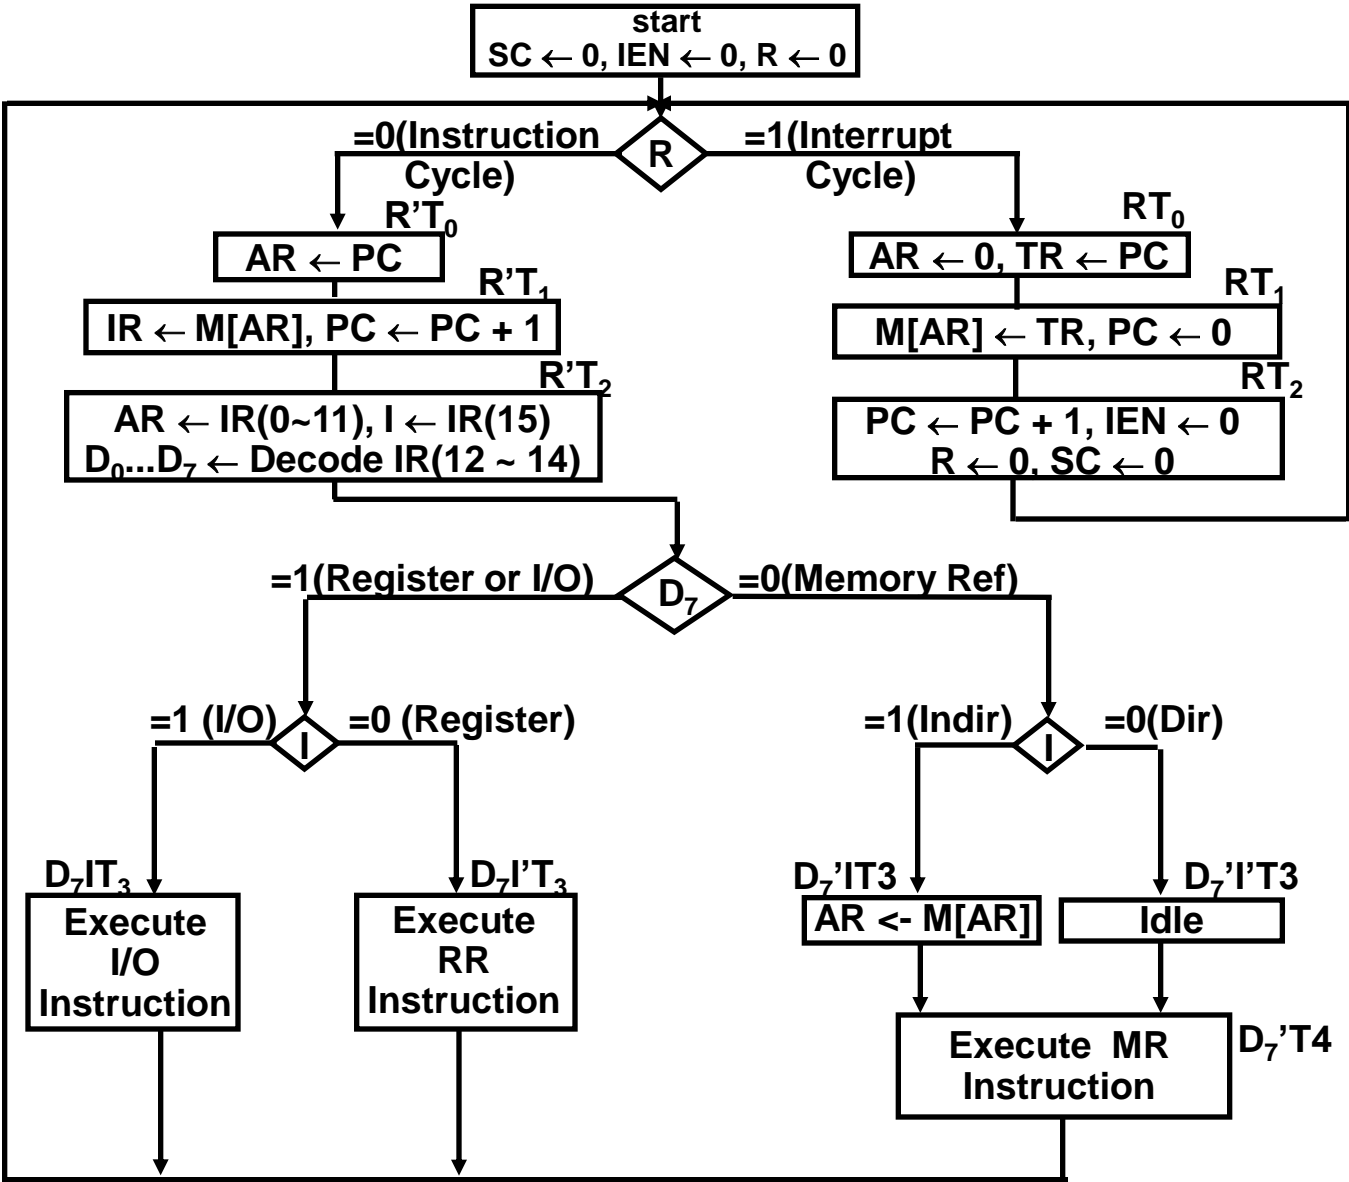 start
SC ← 0, IEN ← 0, R ← 0
=0(Instruction
Cycle)
R
=1(Interrupt
Cycle)
R’T₀
AR ← PC
R’T₁
IR ← M[AR], PC ← PC + 1
R’T₂
AR ← IR(0~11), I ← IR(15)
D₀...D₇ ← Decode IR(12 ~ 14)
RT₀
AR ← 0, TR ← PC
RT₁
M[AR] ← TR, PC ← 0
RT₂
PC ← PC + 1, IEN ← 0
R ← 0, SC ← 0
=1(Register or I/O)
D₇
=0(Memory Ref)
=1 (I/O)
I
=0 (Register)
=1(Indir)
I
=0(Dir)
D₇IT₃
Execute
I/O
Instruction
D₇I’T₃
Execute
RR
Instruction
D₇’IT3
AR <- M[AR]
D₇’I’T3
Idle
Execute MR
Instruction
D₇’T4